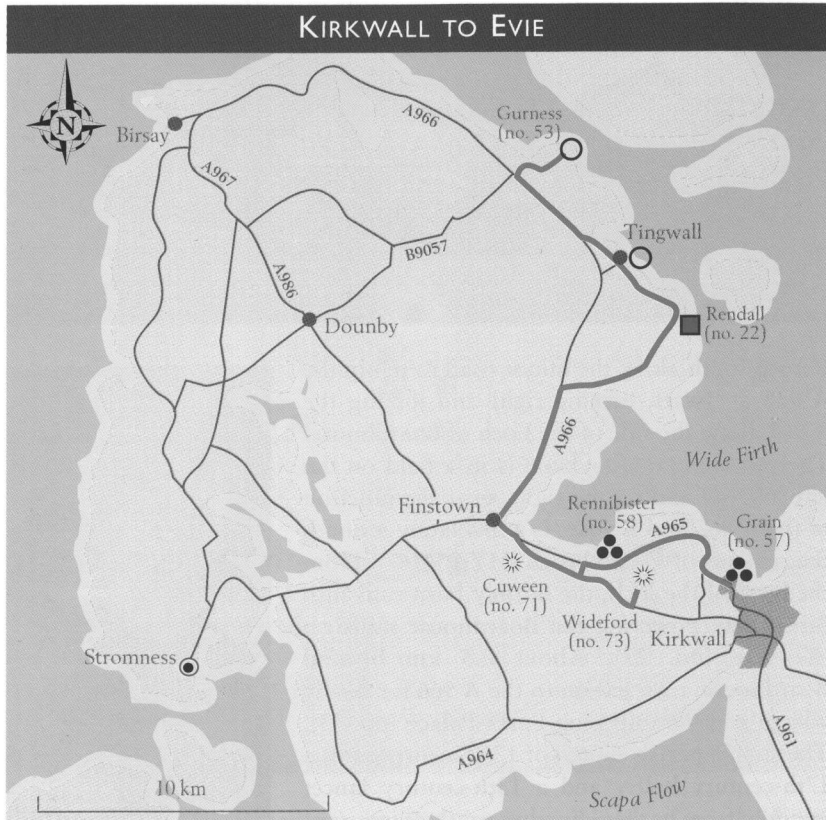 KIRKWALL TO EVIE
N
Birsay
A966
Gurness
(no. 53)
A967
Tingwall
B9057
A986
Dounby
Rendall
(no. 22)
A966
Wide Firth
Finstown
Rennibister
(no. 58)
A965
Grain
(no. 57)
Cuween
(no. 71)
Wideford
(no. 73)
Kirkwall
Stromness
A961
A964
10 km
Scapa Flow